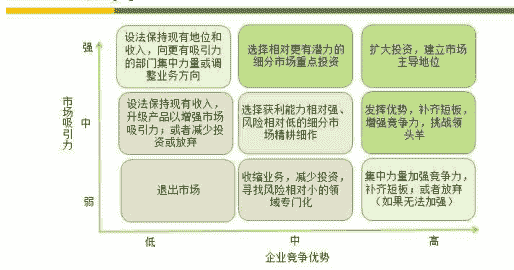 强
设法保持现有地位和
收入，向更有吸引力
的部门集中力量或调
整业务方向
选择相对更有潜力的
细分市场重点投资
扩大投资，建立市场
主导地位
市场吸引力
中
设法保持现有收入，
升级产品以增强市场
吸引力；或者减少投
资或放弃
选择获利能力相对强、
风险相对低的细分市
场精耕细作
发挥优势，补齐短板，
增强竞争力，挑战领
头羊
弱
退出市场
收缩业务，减少投资，
寻找风险相对小的领
域专门化
集中力量加强竞争力，
补齐短板；或者放弃
（如果无法加强）
低
中
高
企业竞争优势